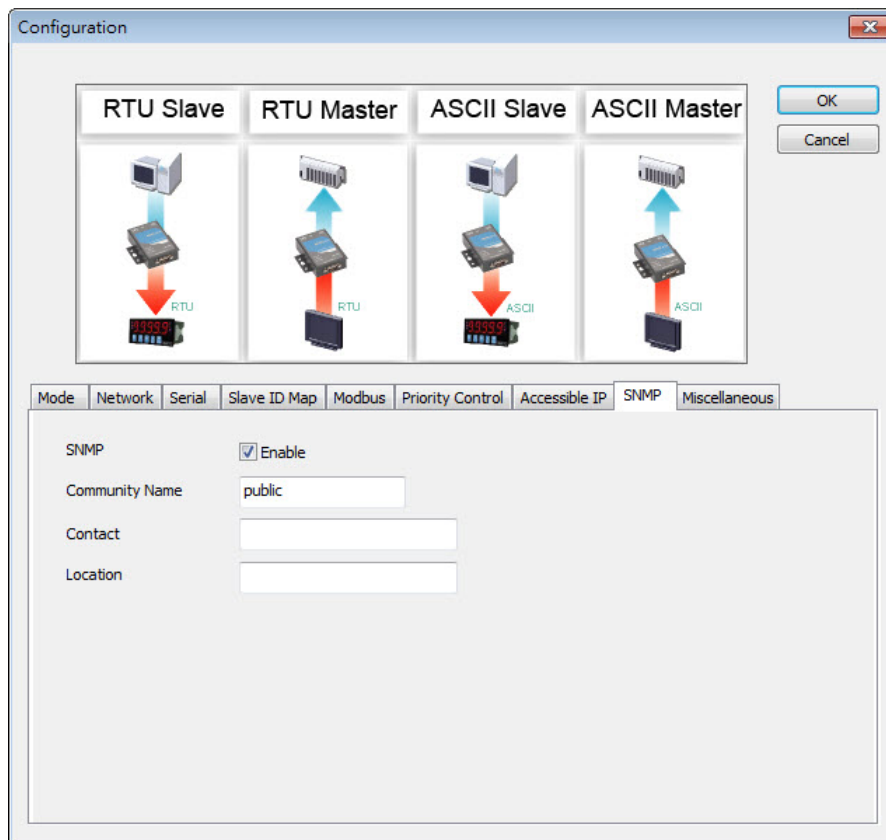 Configuration
RTU Slave RTU Master ASCII Slave ASCII Master
OK
Cancel
RTU RTU ASCII ASCII
Mode Network Serial Slave ID Map Modbus Priority Control Accessible IP SNMP Miscellaneous
SNMP Enable
Community Name public
Contact
Location